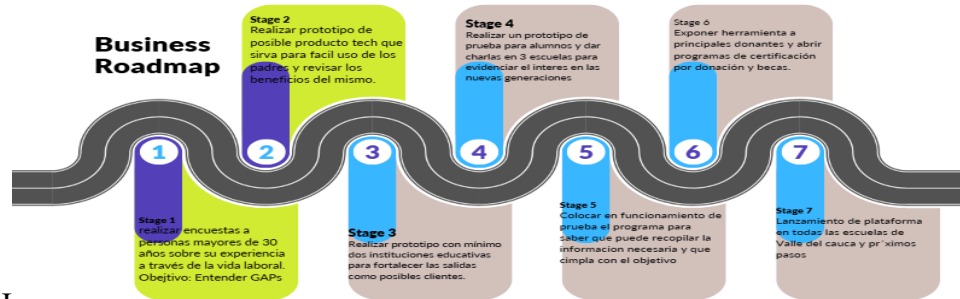 Business
Roadmap
1
Stage 1
realizar encuestas a
personas mayores de 30
años sobre su experiencia
a través de la vida laboral.
Obejtivo: Entender GAPs
Stage 2
Realizar prototipo de
posible producto tech que
sirva para facil uso de los
padres y revisar los
beneficios del mismo.
2
3
Stage 3
Realizar prototipo con mínimo
dos instituciones educativas
para fortalecer las salidas
como posibles clientes.
Stage 4
Realizar un prototipo de
prueba para alumnos y dar
charlas en 3 escuelas para
evidenciar el interes en las
nuevas generaciones
4
5
Stage 5
Colocar en funcionamiento de
prueba el programa para
saber que puede recopilar la
informacion necesaria y que
cimpla con el objetivo
Stage 6
Exponer herramienta a
principales donantes y abrir
programas de certificación
por donación y becas.
6
7
Stage 7
Lanzamiento de plataforma
en todas las escuelas de
Valle del cauca y pr´ximos
pasos